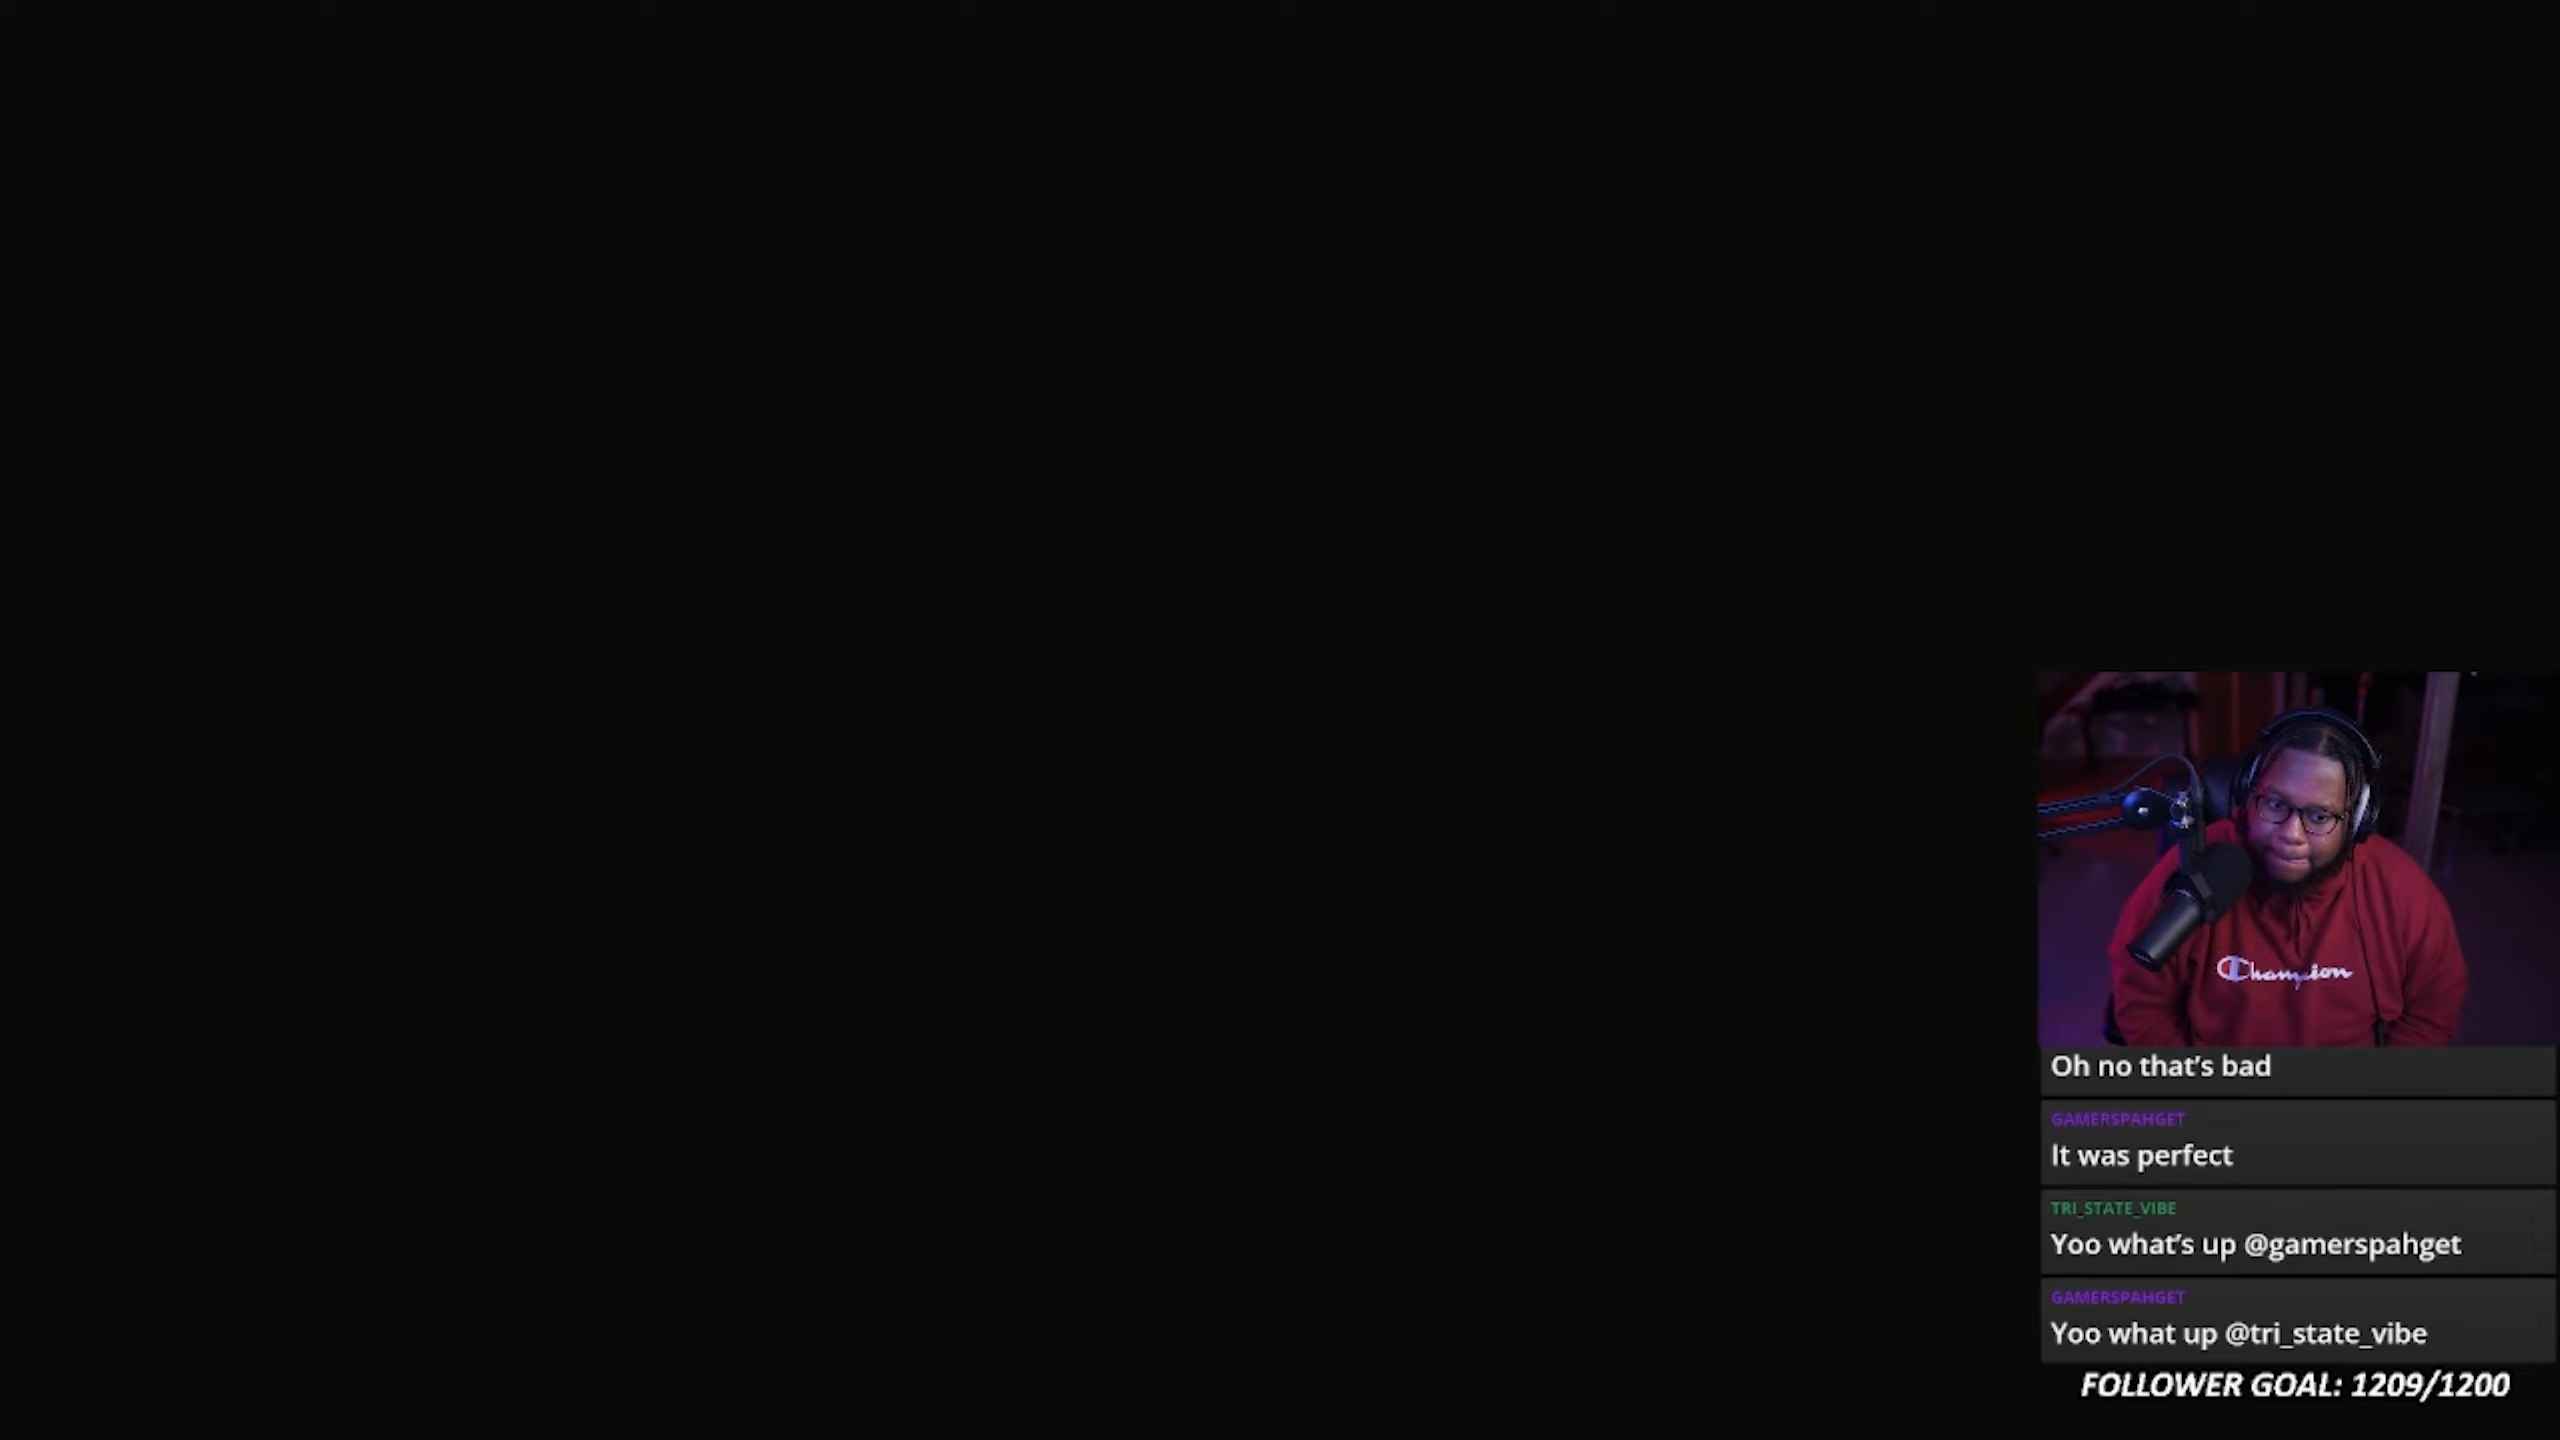 Champion
Oh no that's bad
GAMERSPAHGET
It was perfect
TRI_STATE_VIBE
Yoo what's up @gamerspahget
GAMERSPAHGET
Yoo what up @tri_state_vibe
FOLLOWER GOAL: 1209/1200